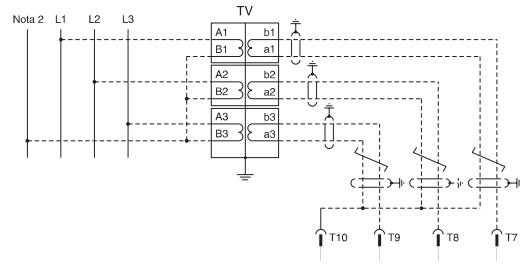 TV
Nota 2 L1 L2 L3
A1 b1
B1 a1
A2 b2
B2 a2
A3 b3
B3 a3
T10 T9 T8 T7